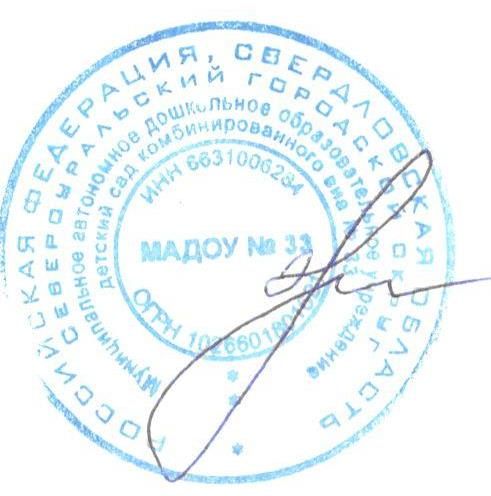 РОССИЙСКАЯ ФЕДЕРАЦИЯ, СВЕРДЛОВСКАЯ ОБЛАСТЬ
СЕВЕРОУРАЛЬСКИЙ ГОРОДСКОЙ ОКРУГ
Муниципальное автономное дошкольное образовательное учреждение
детский сад комбинированного вида
ИНН 6631006284
МАДОУ № 33
ОГРН